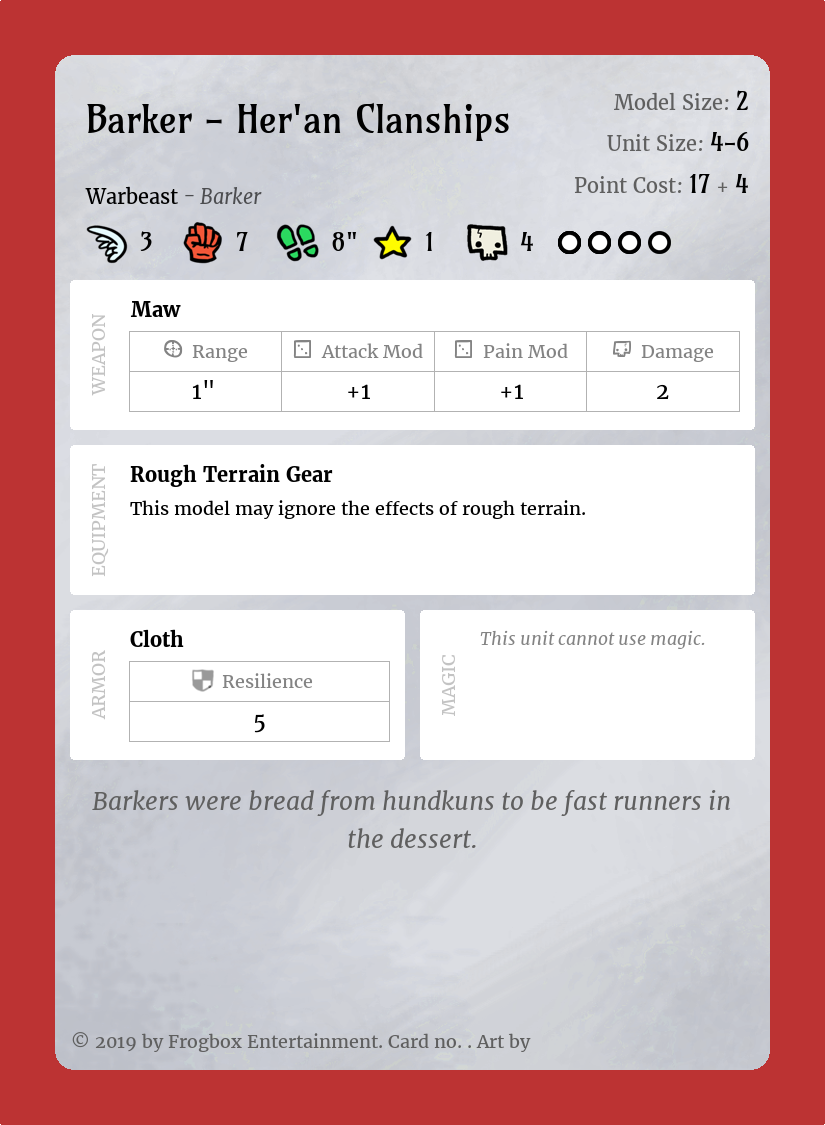 Barker - Her'an Clanships
Model Size: 2
Unit Size: 4-6
Point Cost: 17 + 4
Warbeast - Barker
3 7 8" 1 4
WEAPON
Maw
Range Attack Mod Pain Mod Damage
1" +1 +1 2
EQUIPMENT
Rough Terrain Gear
This model may ignore the effects of rough terrain.
ARMOR
Cloth
Resilience
5
MAGIC
This unit cannot use magic.
Barkers were bread from hundkuns to be fast runners in
the dessert.
© 2019 by Frogbox Entertainment. Card no. . Art by